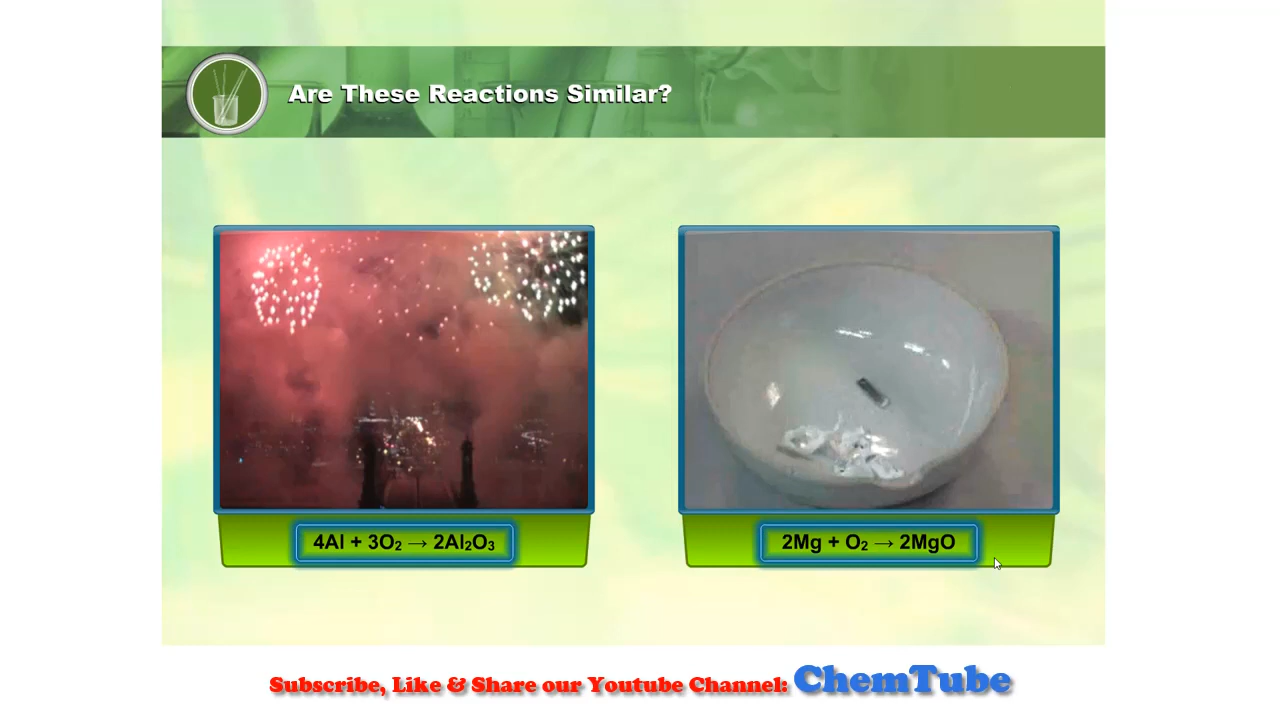 Are These Reactions Similar?
4Al + 3O₂ → 2Al₂O₃
2Mg + O₂ → 2MgO
Subscribe, Like & Share our Youtube Channel: ChemTube